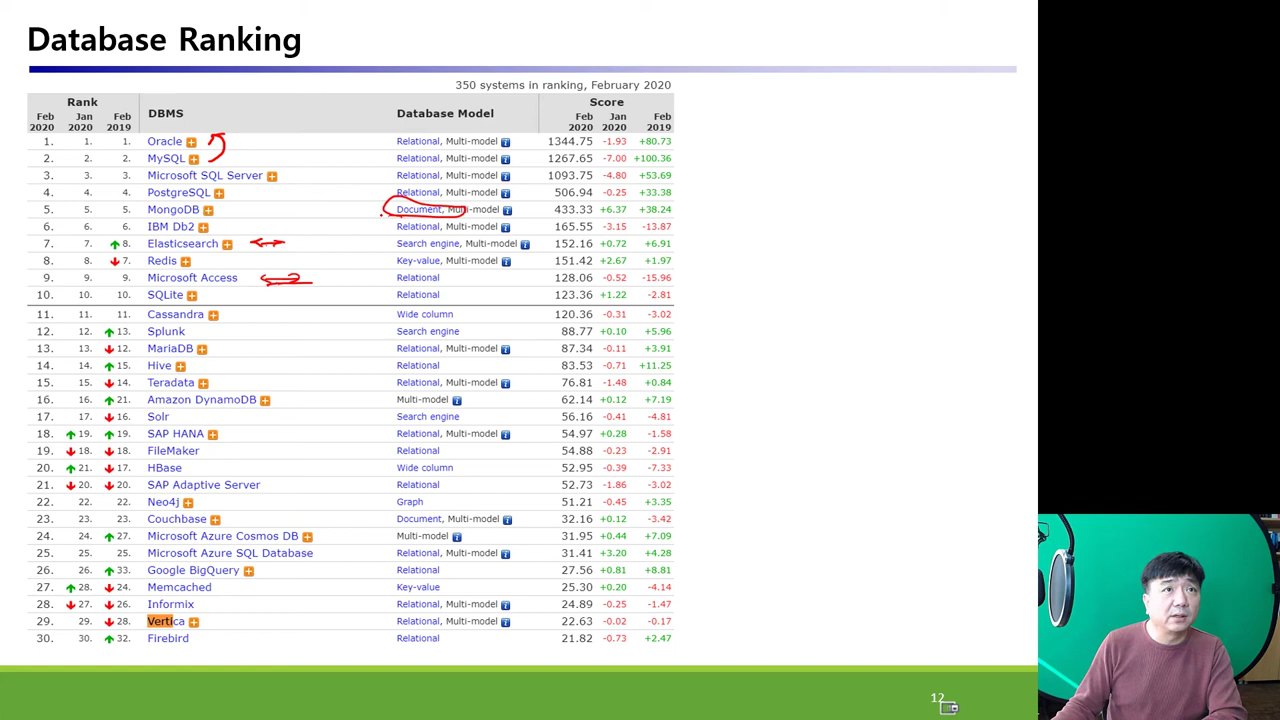 Database Ranking
350 systems in ranking, February 2020
Rank DBMS Database Model Score
Feb 2020 Jan 2020 Feb 2019 Feb 2020 Jan 2020 Feb 2019
1. 1. 1. Oracle Relational, Multi-model 1344.75 -1.93 +80.73
2. 2. 2. MySQL Relational, Multi-model 1267.65 -7.00 +100.36
3. 3. 3. Microsoft SQL Server Relational, Multi-model 1093.75 -4.80 +53.69
4. 4. 4. PostgreSQL Relational, Multi-model 506.94 -0.25 +33.38
5. 5. 5. MongoDB Document, Multi-model 433.33 +6.37 +38.24
6. 6. 6. IBM Db2 Relational, Multi-model 165.55 -3.15 -13.87
7. 7. 8. Elasticsearch Search engine, Multi-model 152.16 +0.72 +6.91
8. 8. 7. Redis Key-value, Multi-model 151.42 +2.67 +1.97
9. 9. 9. Microsoft Access Relational 128.06 -0.52 -15.96
10. 10. 10. SQLite Relational 123.36 +1.22 -2.81
11. 11. 11. Cassandra Wide column 120.36 -0.31 -3.02
12. 12. 13. Splunk Search engine 88.77 +0.10 +5.96
13. 13. 12. MariaDB Relational, Multi-model 87.34 -0.11 +3.91
14. 14. 15. Hive Relational 83.53 -0.71 +11.25
15. 15. 14. Teradata Relational, Multi-model 76.81 -1.48 +0.84
16. 16. 21. Amazon DynamoDB Multi-model 62.14 +0.12 +7.19
17. 17. 16. Solr Search engine 56.16 -0.41 -4.81
18. 19. 19. SAP HANA Relational, Multi-model 54.97 +0.28 -1.58
19. 18. 18. FileMaker Relational 54.88 -0.23 -2.91
20. 21. 17. HBase Wide column 52.95 -0.39 -7.33
21. 20. 20. SAP Adaptive Server Relational 52.73 -1.86 -3.02
22. 22. 22. Neo4j Graph 51.21 -0.45 +3.35
23. 23. 23. Couchbase Document, Multi-model 32.16 +0.12 -3.42
24. 24. 27. Microsoft Azure Cosmos DB Multi-model 31.95 +0.44 +7.09
25. 25. 25. Microsoft Azure SQL Database Relational, Multi-model 31.41 +3.20 +4.28
26. 26. 33. Google BigQuery Relational 27.56 +0.81 +8.81
27. 28. 24. Memcached Key-value 25.30 +0.20 -4.14
28. 27. 26. Informix Relational, Multi-model 24.89 -0.25 -1.47
29. 29. 28. Vertica Relational, Multi-model 22.63 -0.02 -0.17
30. 30. 32. Firebird Relational 21.82 -0.73 +2.47
12